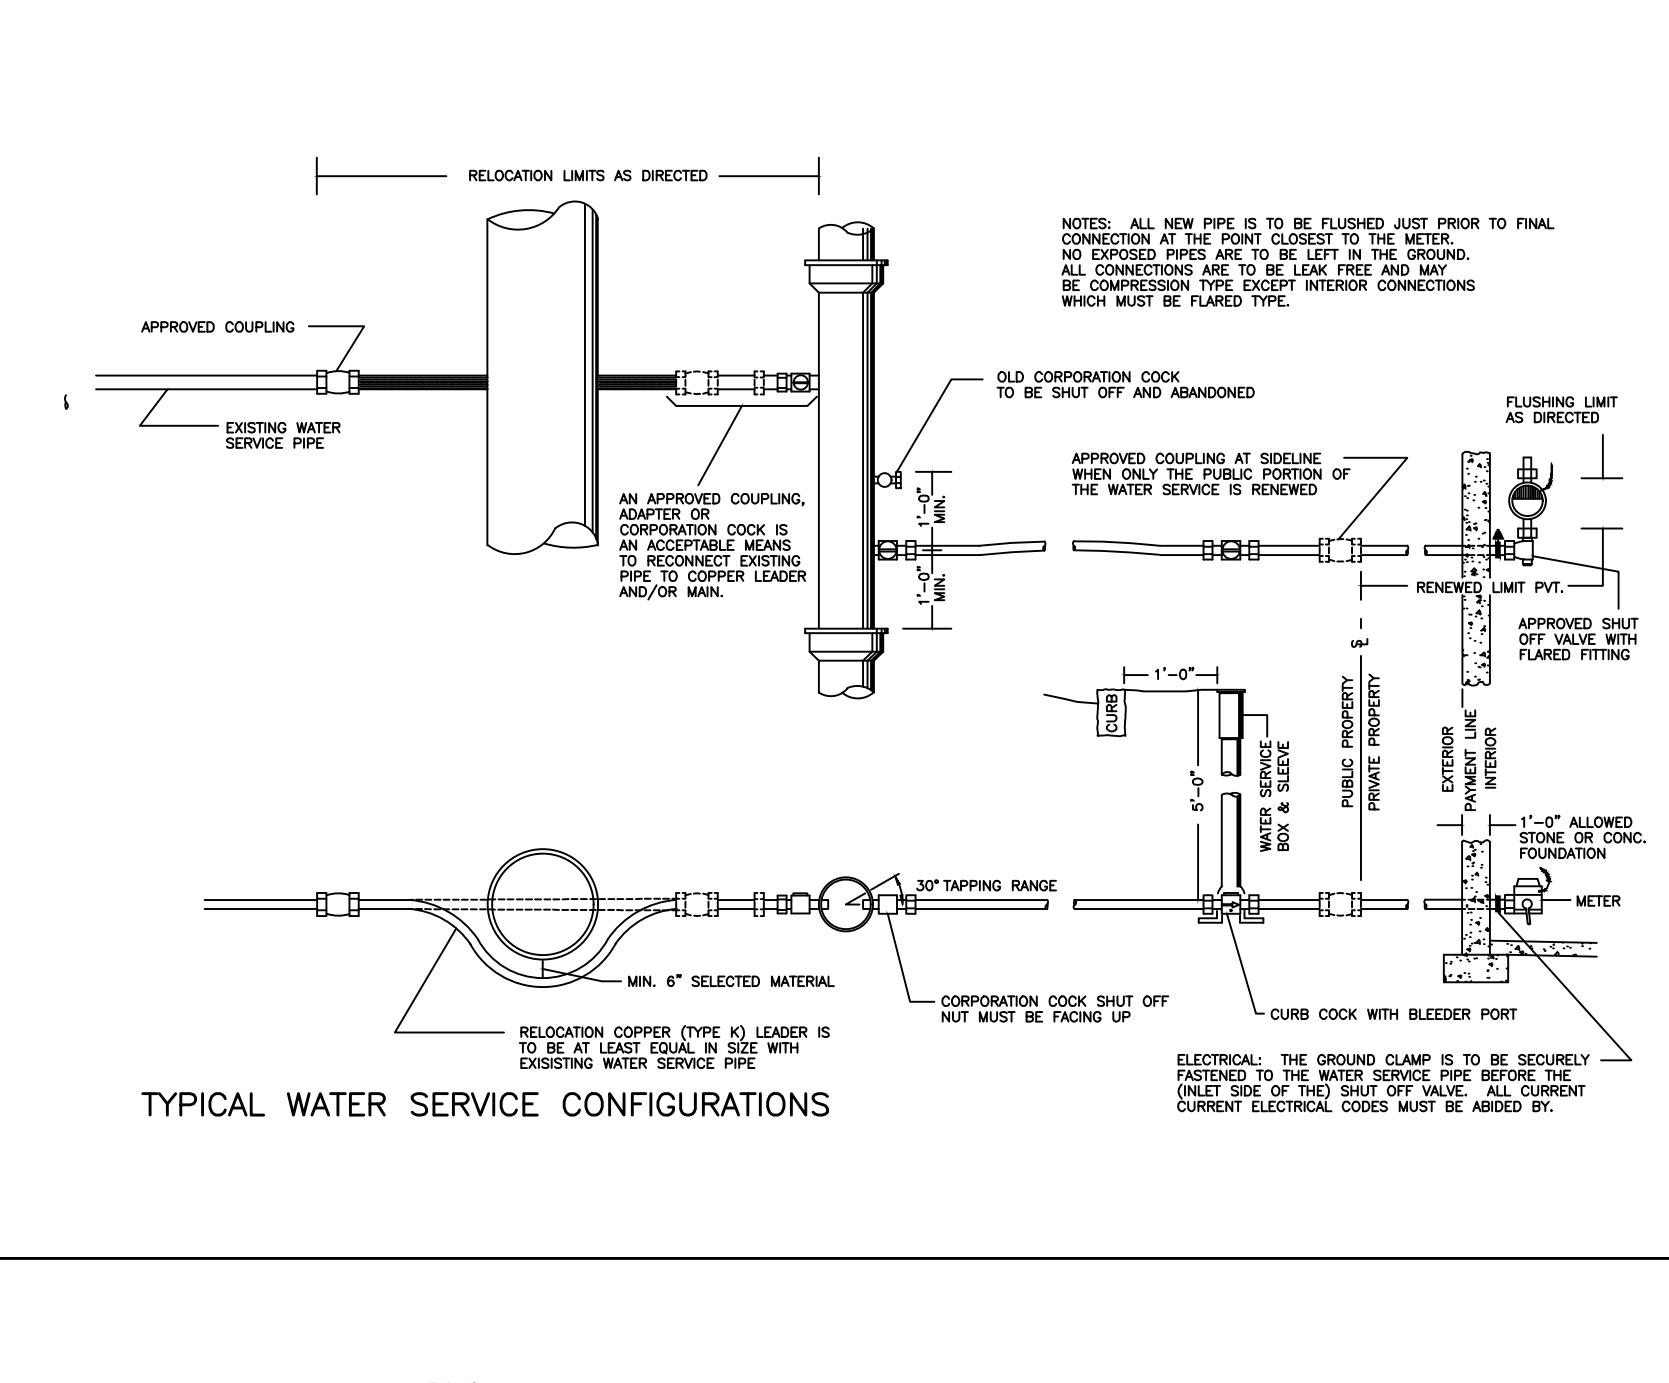 RELOCATION LIMITS AS DIRECTED
NOTES: ALL NEW PIPE IS TO BE FLUSHED JUST PRIOR TO FINAL
CONNECTION AT THE POINT CLOSEST TO THE METER.
NO EXPOSED PIPES ARE TO BE LEFT IN THE GROUND.
ALL CONNECTIONS ARE TO BE LEAK FREE AND MAY
BE COMPRESSION TYPE EXCEPT INTERIOR CONNECTIONS
WHICH MUST BE FLARED TYPE.
APPROVED COUPLING
EXISTING WATER
SERVICE PIPE
OLD CORPORATION COCK
TO BE SHUT OFF AND ABANDONED
FLUSHING LIMIT
AS DIRECTED
APPROVED COUPLING AT SIDELINE
WHEN ONLY THE PUBLIC PORTION OF
THE WATER SERVICE IS RENEWED
AN APPROVED COUPLING,
ADAPTER OR
CORPORATION COCK IS
AN ACCEPTABLE MEANS
TO RECONNECT EXISTING
PIPE TO COPPER LEADER
AND/OR MAIN.
1'-0"
MIN.
1'-0"
MIN.
RENEWED LIMIT PVT.
APPROVED SHUT
OFF VALVE WITH
FLARED FITTING
SL
1'-0"
CURB
5'-0"
WATER SERVICE
BOX & SLEEVE
PUBLIC PROPERTY
PRIVATE PROPERTY
EXTERIOR
PAYMENT LINE
INTERIOR
1'-0" ALLOWED
STONE OR CONC.
FOUNDATION
30° TAPPING RANGE
METER
MIN. 6" SELECTED MATERIAL
CORPORATION COCK SHUT OFF
NUT MUST BE FACING UP
CURB COCK WITH BLEEDER PORT
RELOCATION COPPER (TYPE K) LEADER IS
TO BE AT LEAST EQUAL IN SIZE WITH
EXISISTING WATER SERVICE PIPE
ELECTRICAL: THE GROUND CLAMP IS TO BE SECURELY
FASTENED TO THE WATER SERVICE PIPE BEFORE THE
(INLET SIDE OF THE) SHUT OFF VALVE. ALL CURRENT
CURRENT ELECTRICAL CODES MUST BE ABIDED BY.
TYPICAL WATER SERVICE CONFIGURATIONS